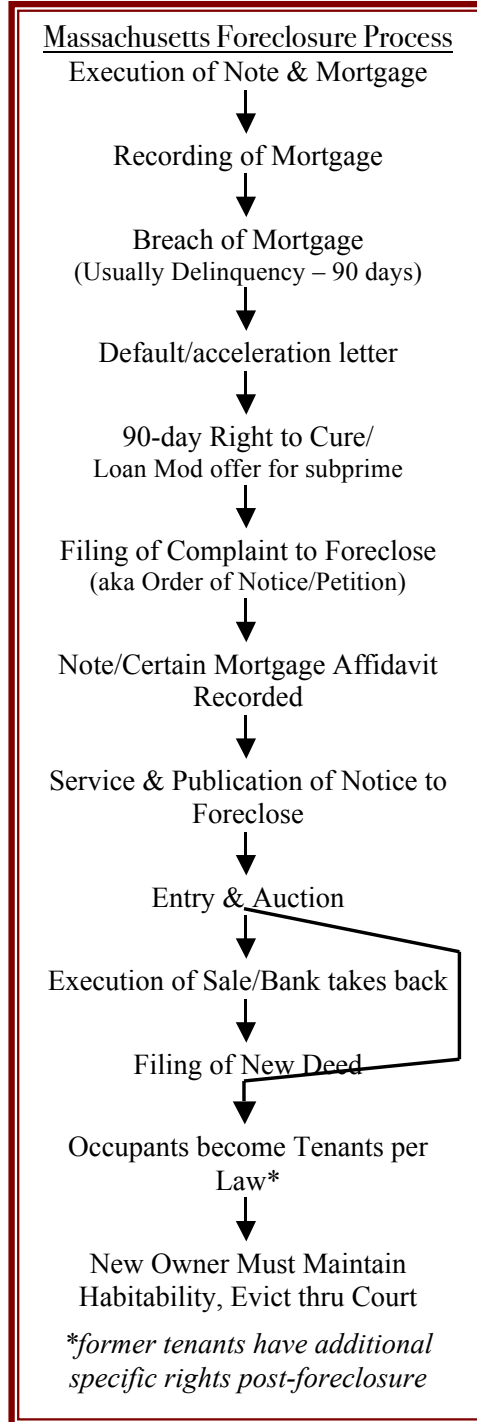 Massachusetts Foreclosure Process
Execution of Note & Mortgage
Recording of Mortgage
Breach of Mortgage
(Usually Delinquency – 90 days)
Default/acceleration letter
90-day Right to Cure/
Loan Mod offer for subprime
Filing of Complaint to Foreclose
(aka Order of Notice/Petition)
Note/Certain Mortgage Affidavit
Recorded
Service & Publication of Notice to
Foreclose
Entry & Auction
Execution of Sale/Bank takes back
Filing of New Deed
Occupants become Tenants per
Law*
New Owner Must Maintain
Habitability, Evict thru Court
*former tenants have additional
specific rights post-foreclosure